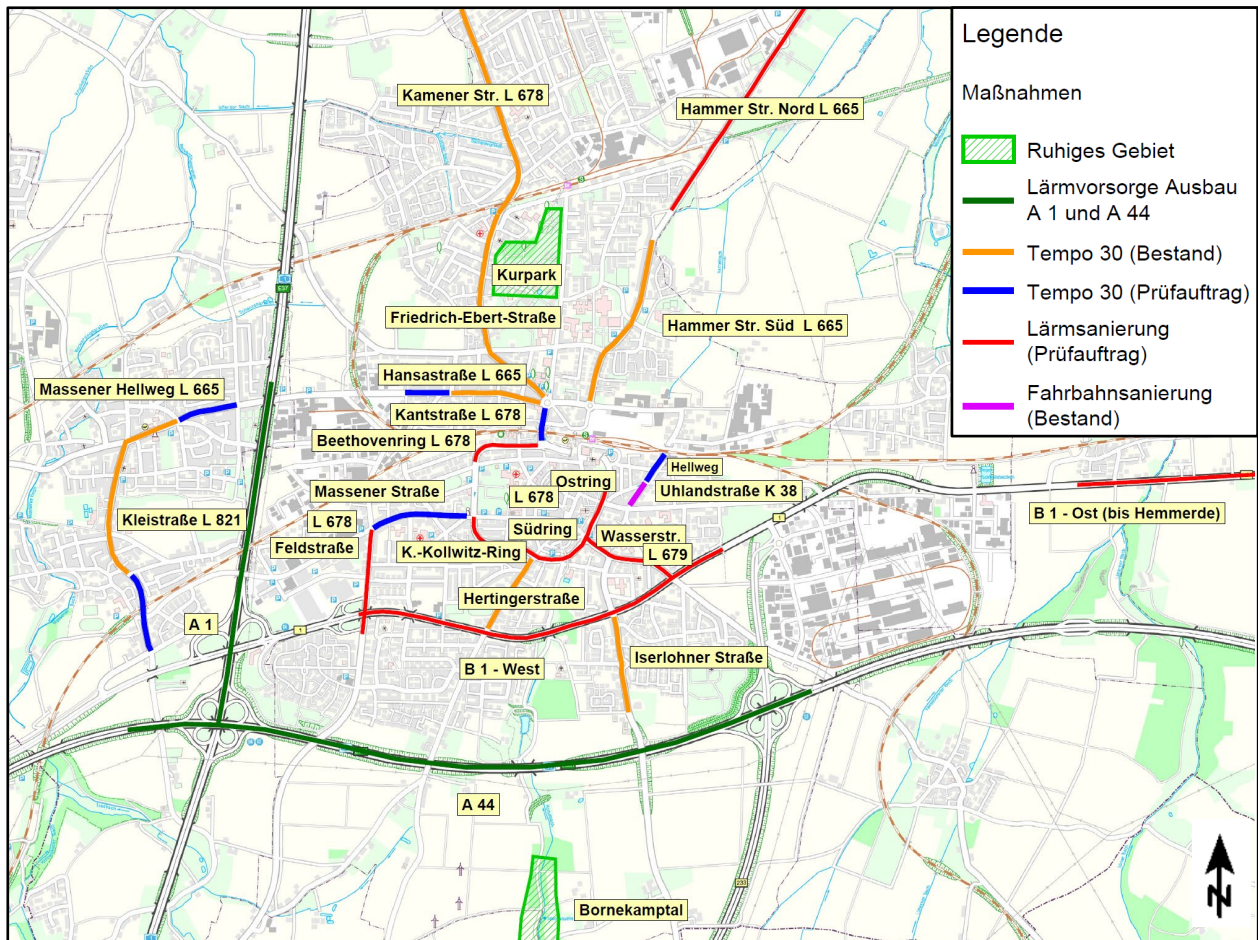 Legende
Maßnahmen
Ruhiges Gebiet
Lärmvorsorge Ausbau
A 1 und A 44
Tempo 30 (Bestand)
Tempo 30 (Prüfauftrag)
Lärmsanierung
(Prüfauftrag)
Fahrbahnsanierung
(Bestand)
Kamener Str. L 678
Hammer Str. Nord L 665
Kurpark
Friedrich-Ebert-Straße
Hammer Str. Süd L 665
Hansastraße L 665
Massener Hellweg L 665
Kantstraße L 678
Beethovenring L 678
Hellweg
Ostring
Massener Straße
L 678
Uhlandstraße K 38
B 1 - Ost (bis Hemmerde)
Kleistraße L 821
L 678
Südring
Wasserstr.
Feldstraße
K.-Kollwitz-Ring
L 679
Hertingerstraße
A 1
B 1 - West
Iserlohner Straße
A 44
Bornekamptal
N
1
1
233